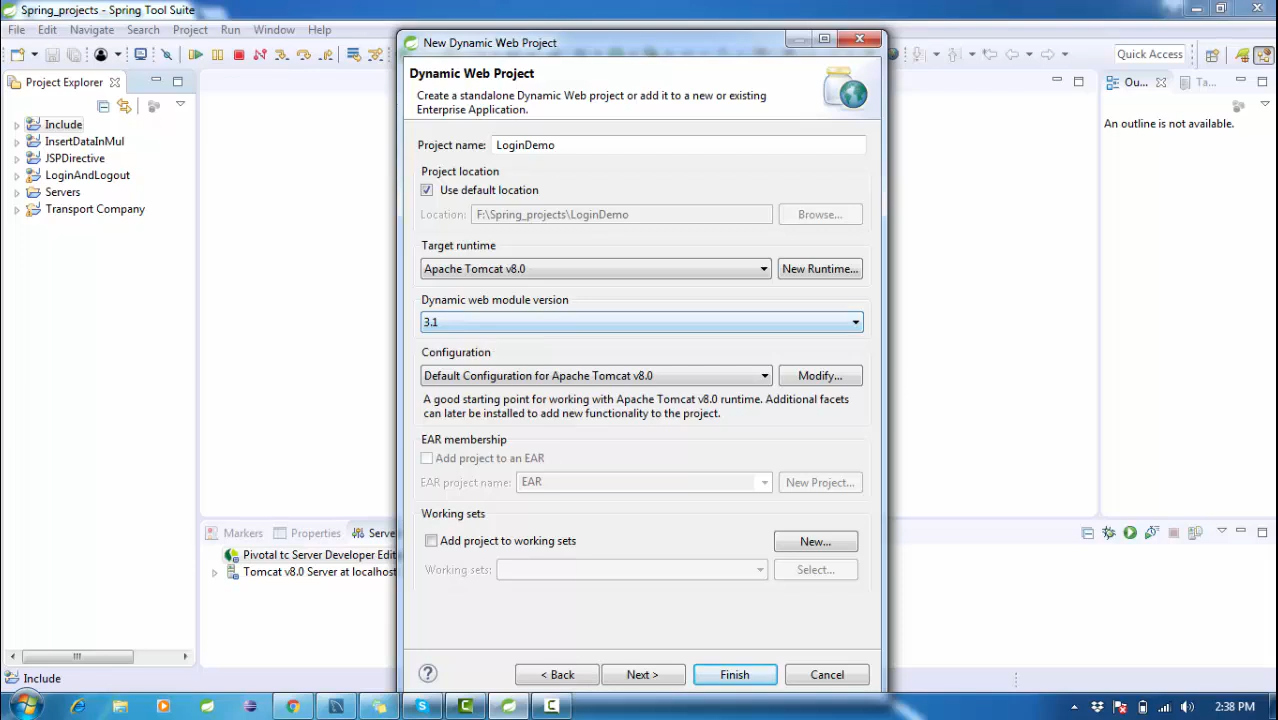 Spring_projects - Spring Tool Suite
File Edit Navigate Search Project Run Window Help
Quick Access
Project Explorer
Include
InsertDataInMul
JSPDirective
LoginAndLogout
Servers
Transport Company
New Dynamic Web Project
Dynamic Web Project
Create a standalone Dynamic Web project or add it to a new or existing
Enterprise Application.
Project name: LoginDemo
Project location
Use default location
Location: F:\Spring_projects\LoginDemo Browse...
Target runtime
Apache Tomcat v8.0 New Runtime...
Dynamic web module version
3.1
Configuration
Default Configuration for Apache Tomcat v8.0 Modify...
A good starting point for working with Apache Tomcat v8.0 runtime. Additional facets
can later be installed to add new functionality to the project.
EAR membership
Add project to an EAR
EAR project name: EAR New Project...
Working sets
Add project to working sets New...
Working sets: Select...
< Back Next > Finish Cancel
Ou... Ta...
An outline is not available.
Markers Properties Serve
Pivotal tc Server Developer Edit
Tomcat v8.0 Server at localhos
Include
2:38 PM